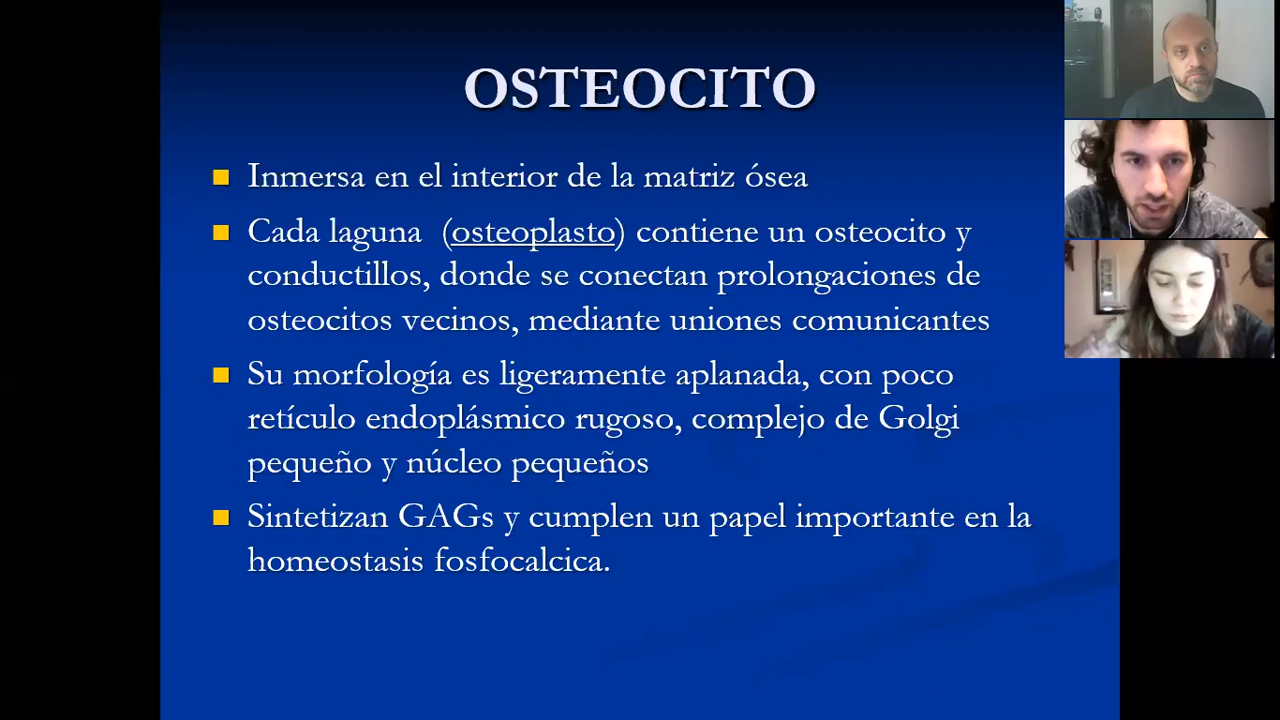 OSTEOCITO
Inmersa en el interior de la matriz ósea
Cada laguna (osteoplasto) contiene un osteocito y
conductillos, donde se conectan prolongaciones de
osteocitos vecinos, mediante uniones comunicantes
Su morfología es ligeramente aplanada, con poco
retículo endoplásmico rugoso, complejo de Golgi
pequeño y núcleo pequeños
Sintetizan GAGs y cumplen un papel importante en la
homeostasis fosfocalcica.